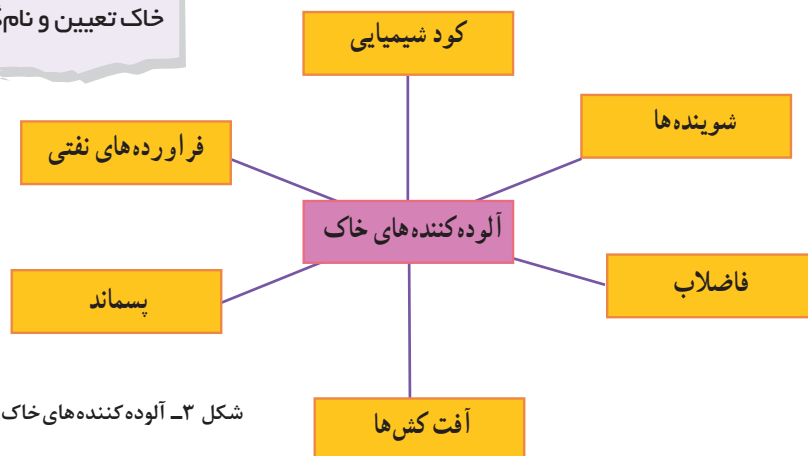 خاک تعیین و
کود شیمیایی
شوینده‌ها
فراورده‌های نفتی
آلوده‌کننده‌های خاک
فاضلاب
پسماند
آفت کش‌ها
شکل ۳ــ آلوده‌کننده‌های خاک